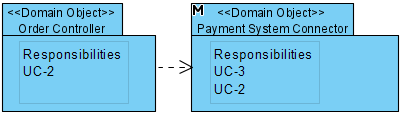 <<Domain Object>>
Order Controller
Responsibilities
UC-2
M
<<Domain Object>>
Payment System Connector
Responsibilities
UC-3
UC-2